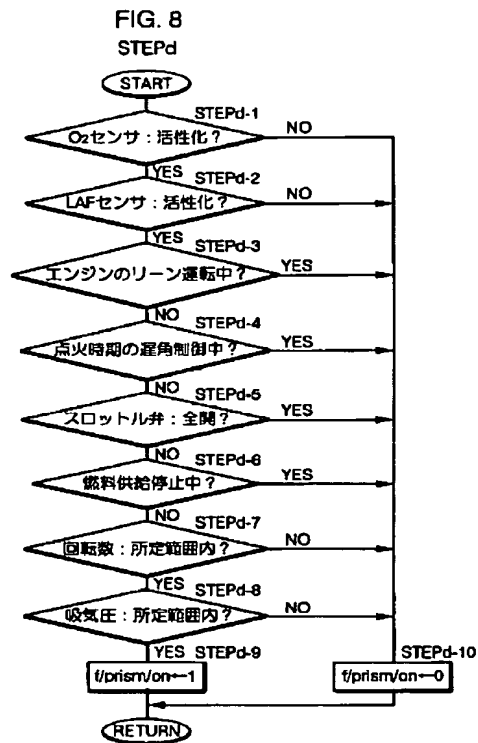 FIG. 8
STEPd
START
STEPd-1
O₂センサ：活性化？
NO
YES
STEPd-2
LAFセンサ：活性化？
NO
YES
STEPd-3
エンジンのリーン運転中？
YES
NO
STEPd-4
点火時期の遅角制御中？
YES
NO
STEPd-5
スロットル弁：全開？
YES
NO
STEPd-6
燃料供給停止中？
YES
NO
STEPd-7
回転数：所定範囲内？
NO
YES
STEPd-8
吸気圧：所定範囲内？
NO
YES
STEPd-9
STEPd-10
f/prism/on←1
f/prism/on←0
RETURN